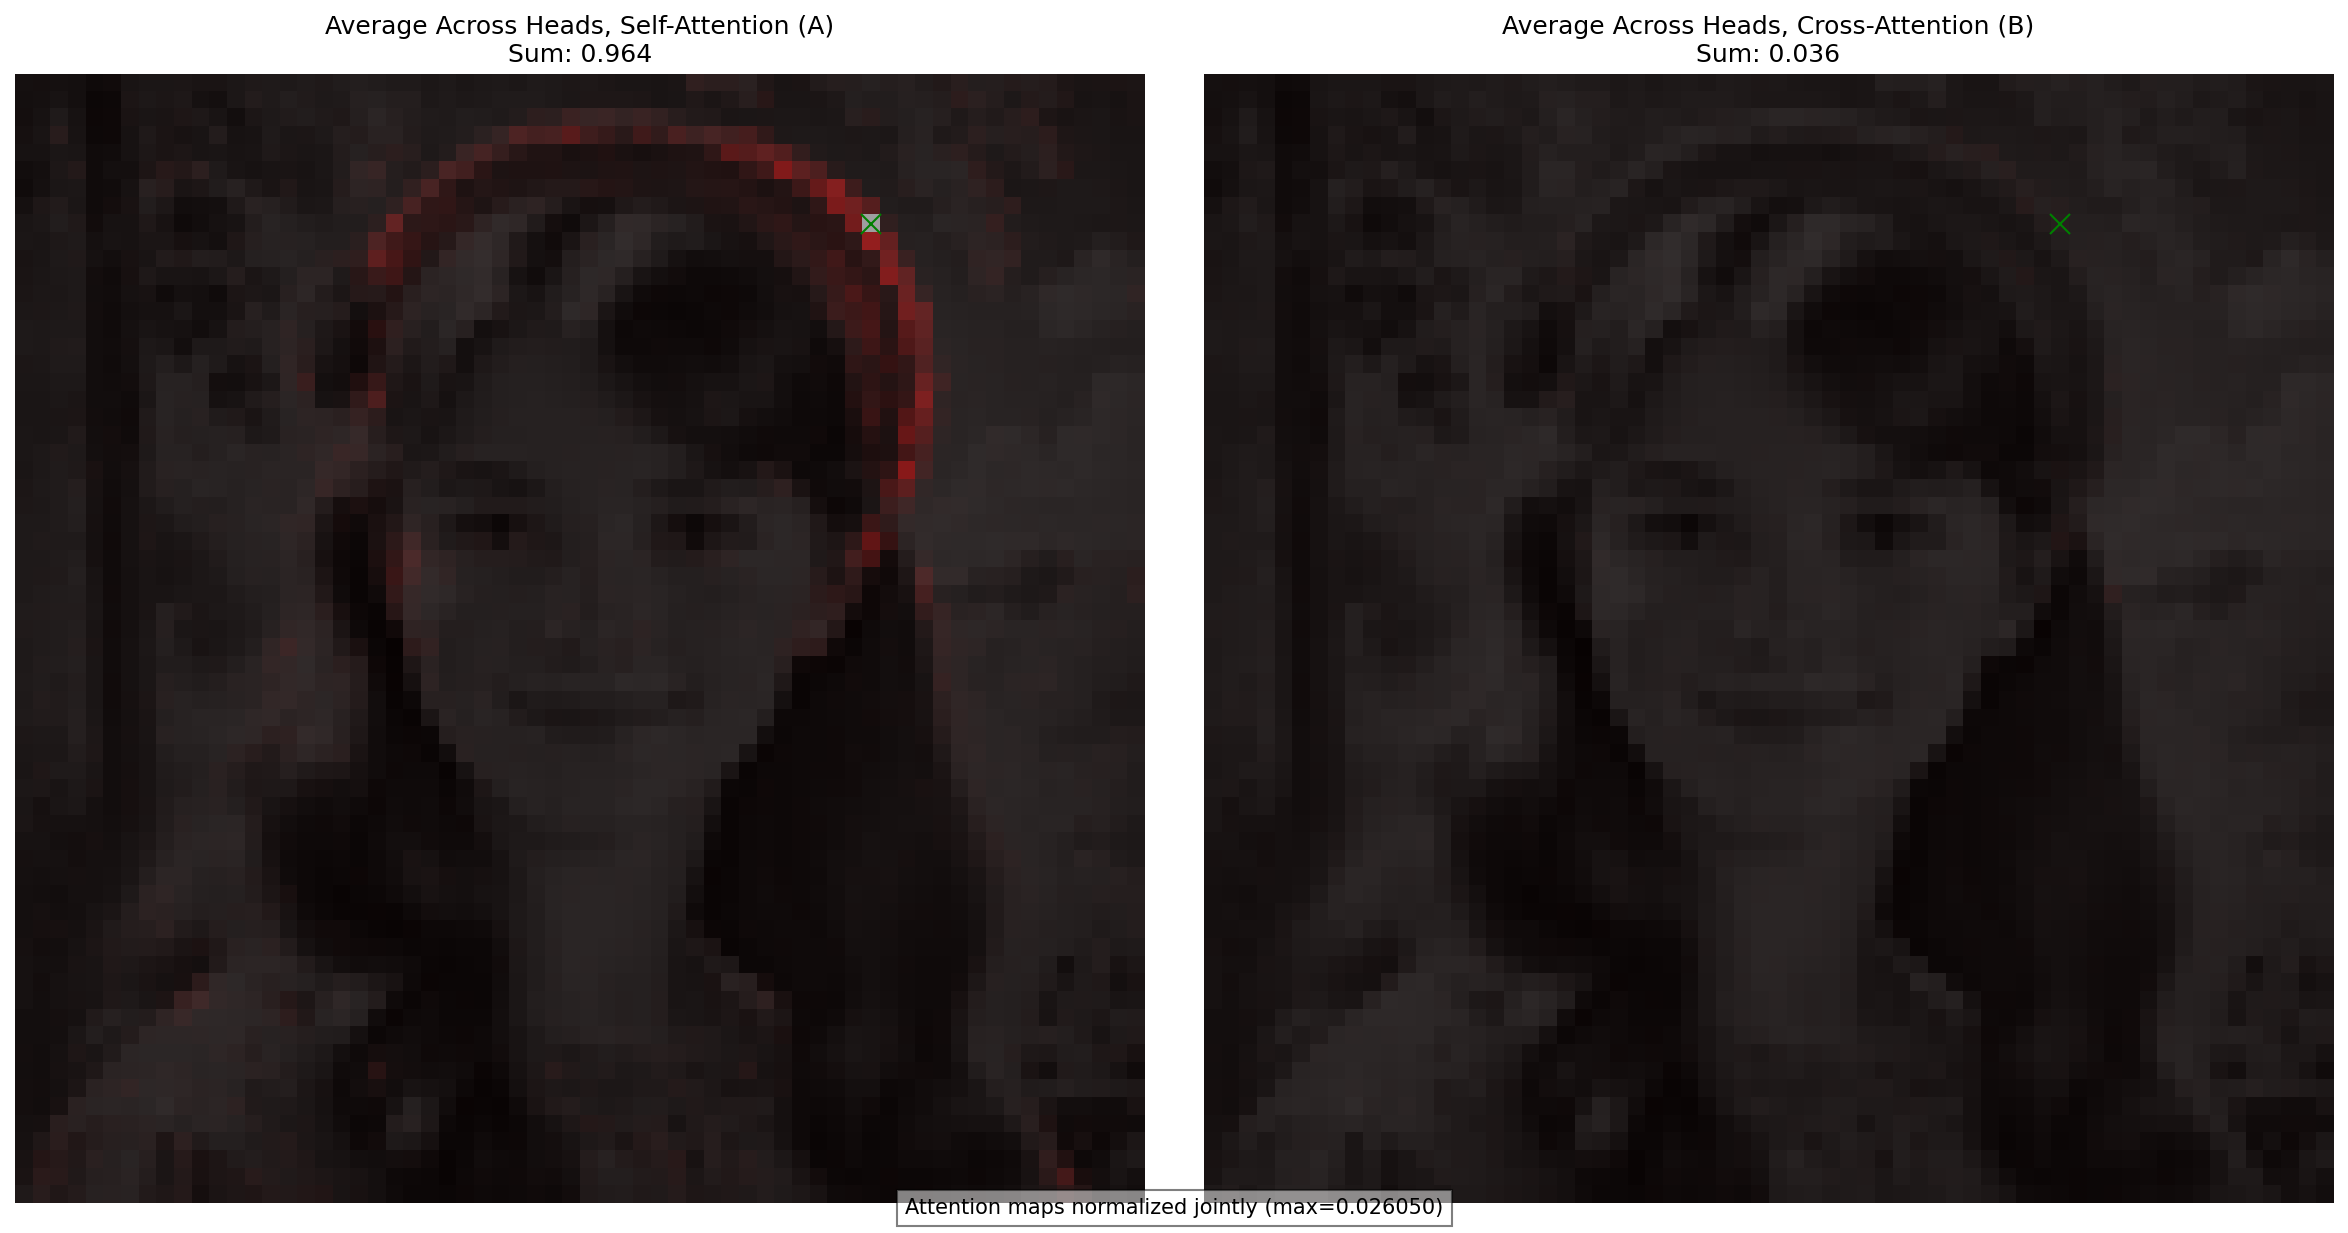 Average Across Heads, Self-Attention (A)
Sum: 0.964
Average Across Heads, Cross-Attention (B)
Sum: 0.036
Attention maps normalized jointly (max=0.026050)